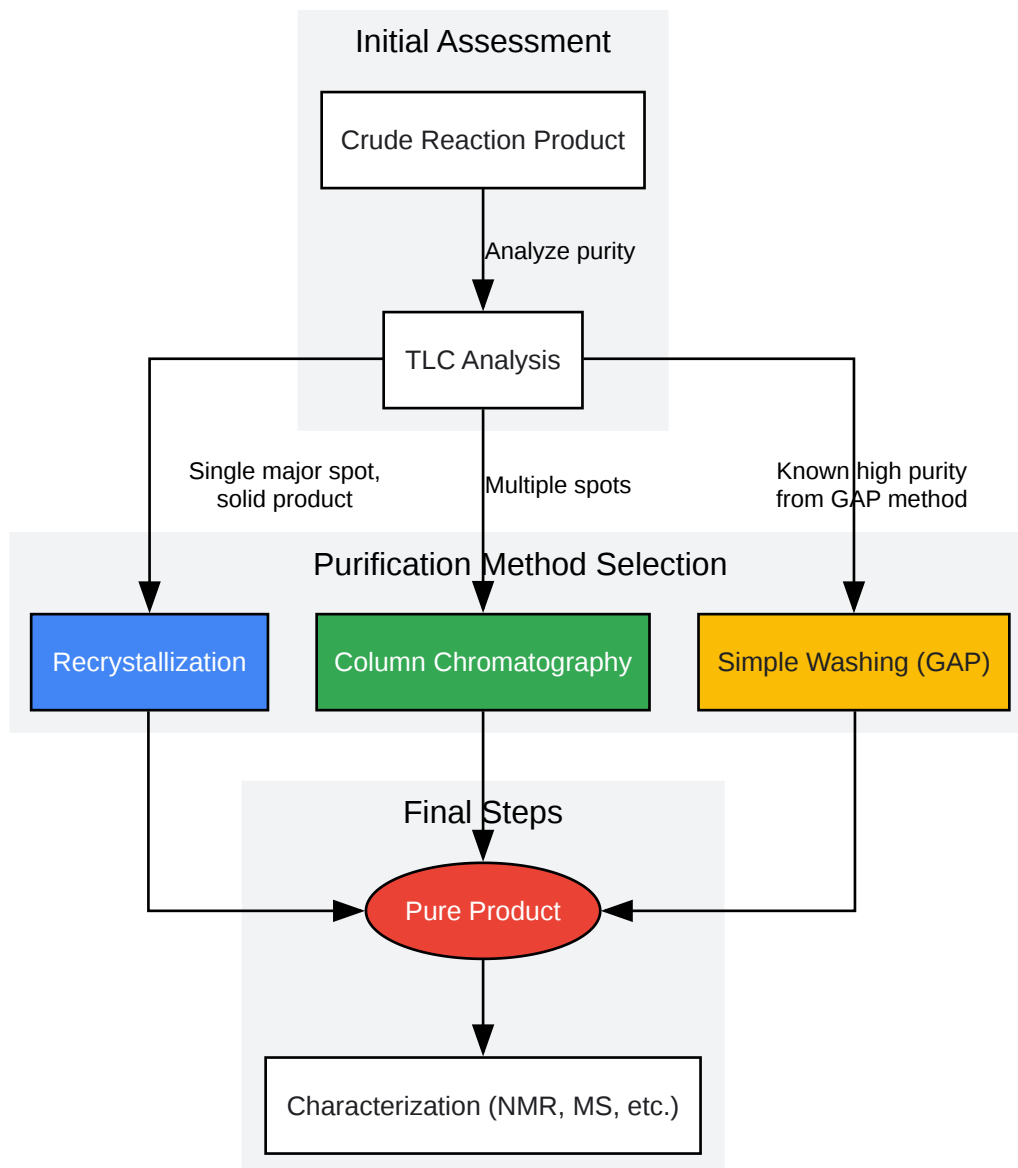 Initial Assessment
Crude Reaction Product
Analyze purity
TLC Analysis
Single major spot,
solid product
Multiple spots
Known high purity
from GAP method
Purification Method Selection
Recrystallization
Column Chromatography
Simple Washing (GAP)
Final Steps
Pure Product
Characterization (NMR, MS, etc.)